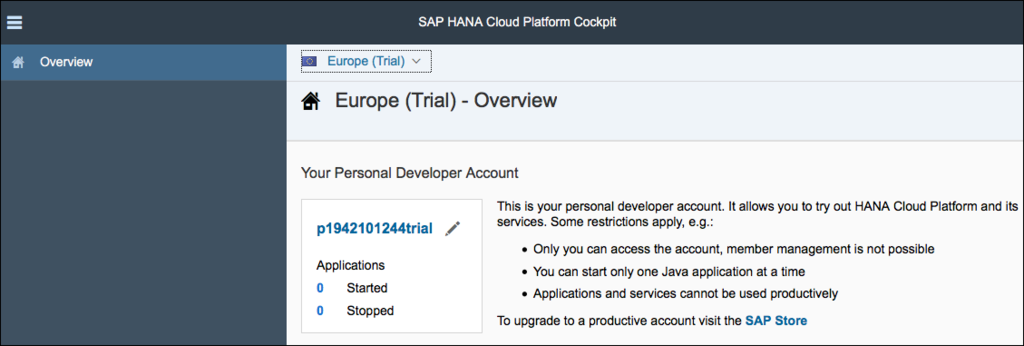 SAP HANA Cloud Platform Cockpit
Overview
Europe (Trial)
Europe (Trial) - Overview
Your Personal Developer Account
p1942101244trial
Applications
0 Started
0 Stopped
This is your personal developer account. It allows you to try out HANA Cloud Platform and its
services. Some restrictions apply, e.g.:
• Only you can access the account, member management is not possible
• You can start only one Java application at a time
• Applications and services cannot be used productively
To upgrade to a productive account visit the SAP Store